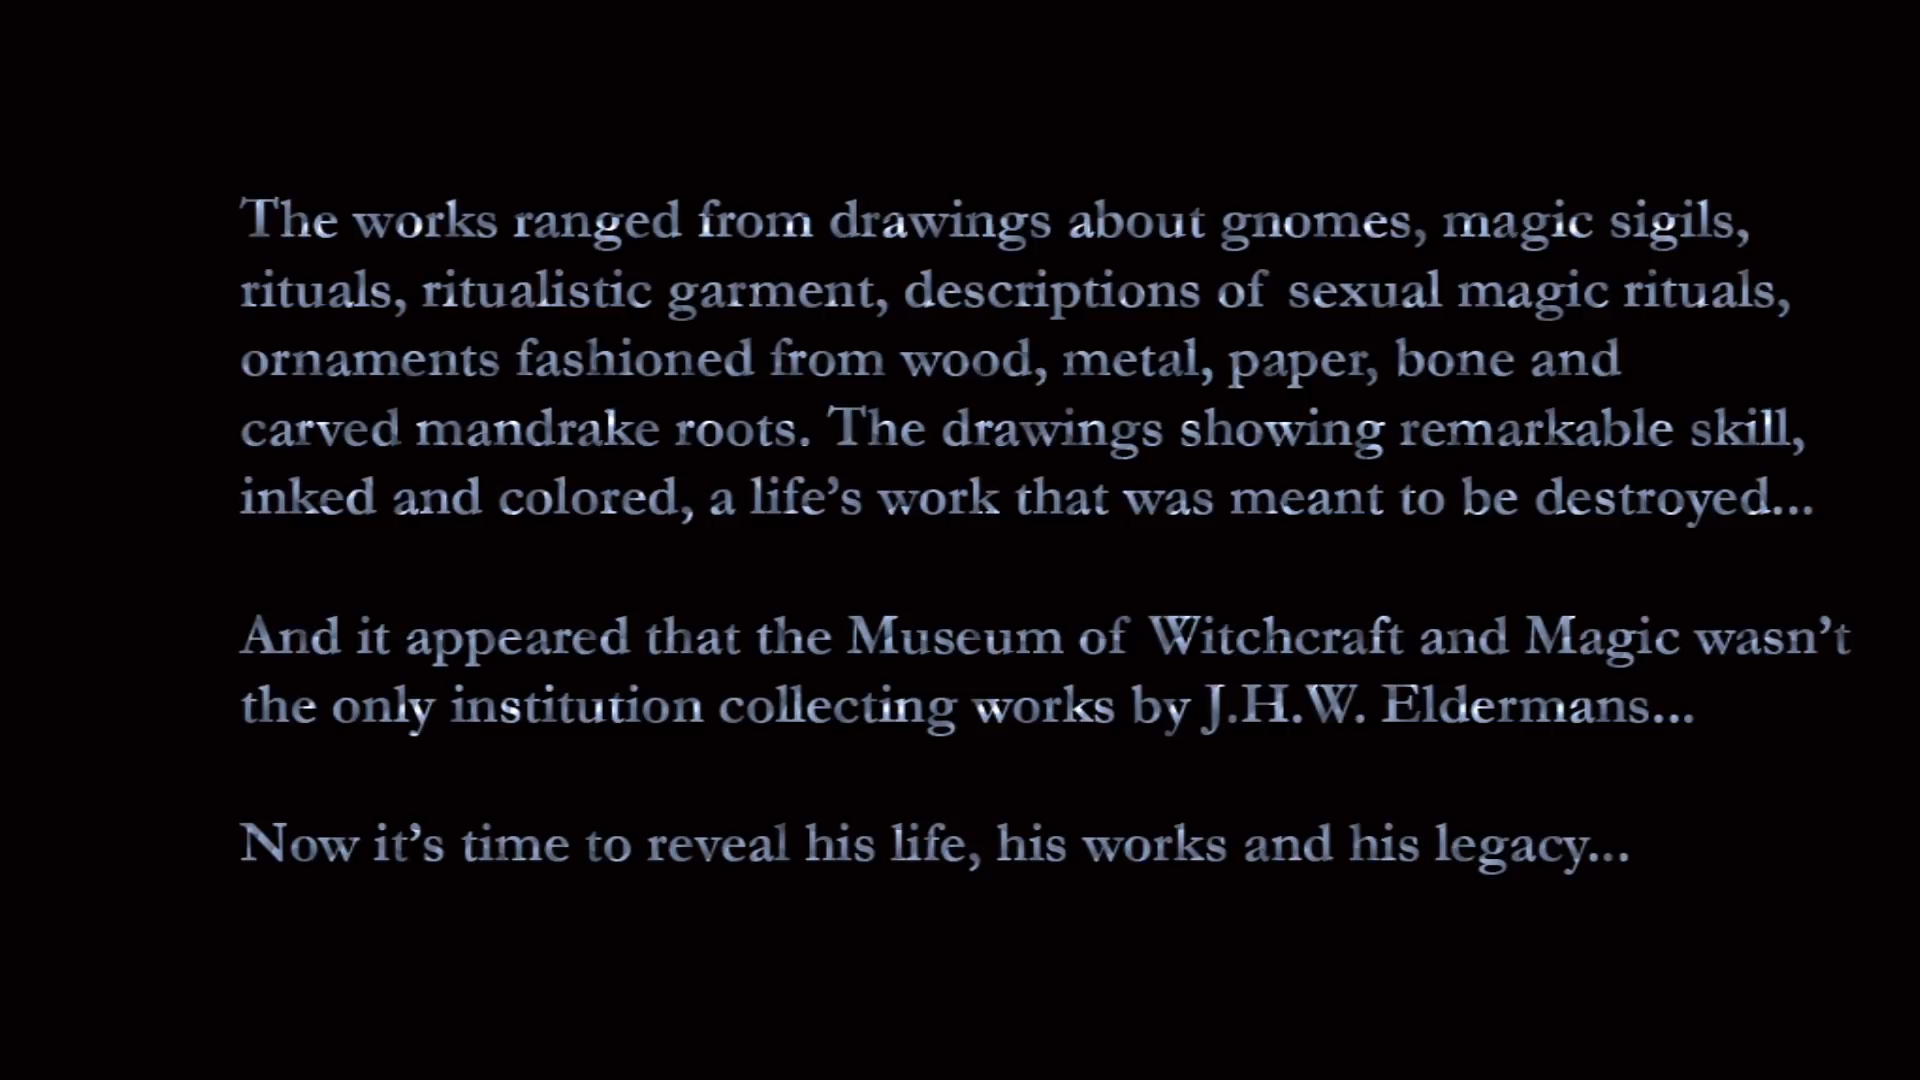 The works ranged from drawings about gnomes, magic sigils,
rituals, ritualistic garment, descriptions of sexual magic rituals,
ornaments fashioned from wood, metal, paper, bone and
carved mandrake roots. The drawings showing remarkable skill,
inked and colored, a life’s work that was meant to be destroyed...
And it appeared that the Museum of Witchcraft and Magic wasn’t
the only institution collecting works by J.H.W. Eldermans...
Now it’s time to reveal his life, his works and his legacy...